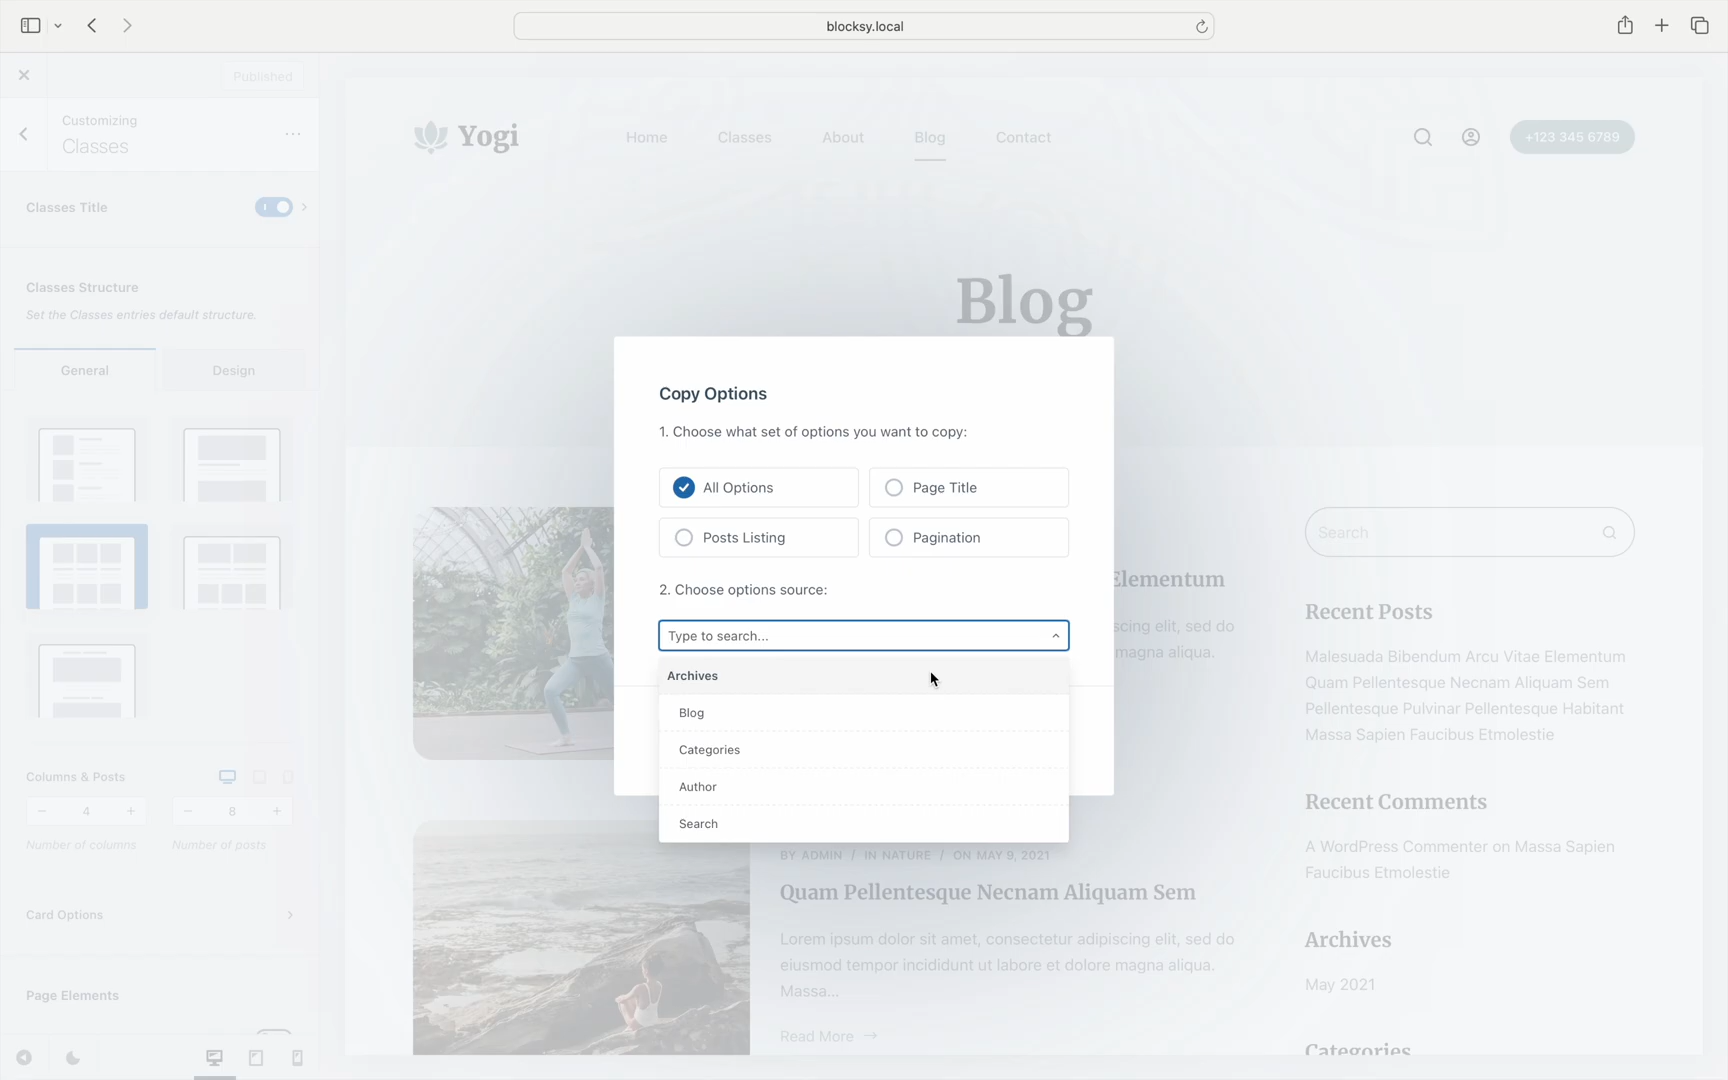 blocksy.local
Published
Customizing
Classes
Classes Title
Classes Structure
Set the Classes entries default structure.
General
Design
Columns & Posts
4
8
Number of columns
Number of posts
Card Options
Page Elements
Yogi
Home
Classes
About
Blog
Contact
+123 345 6789
Blog
Copy Options
1. Choose what set of options you want to copy:
All Options
Page Title
Posts Listing
Pagination
2. Choose options source:
Type to search...
Archives
Blog
Categories
Author
Search
Elementum
scing elit, sed do
magna aliqua.
BY ADMIN / IN NATURE / ON MAY 9, 2021
Quam Pellentesque Necnam Aliquam Sem
Lorem ipsum dolor sit amet, consectetur adipiscing elit, sed do
eiusmod tempor incididunt ut labore et dolore magna aliqua.
Massa...
Read More →
Search
Recent Posts
Malesuada Bibendum Arcu Vitae Elementum
Quam Pellentesque Necnam Aliquam Sem
Pellentesque Pulvinar Pellentesque Habitant
Massa Sapien Faucibus Etmolestie
Recent Comments
A WordPress Commenter on Massa Sapien
Faucibus Etmolestie
Archives
May 2021
Categories